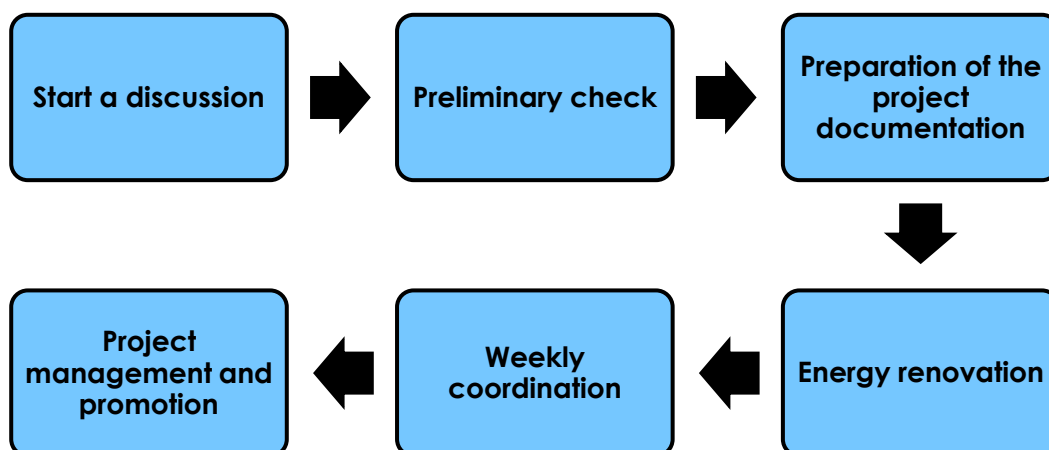 Start a discussion
Preliminary check
Preparation of the
project
documentation
Energy renovation
Weekly
coordination
Project
management and
promotion